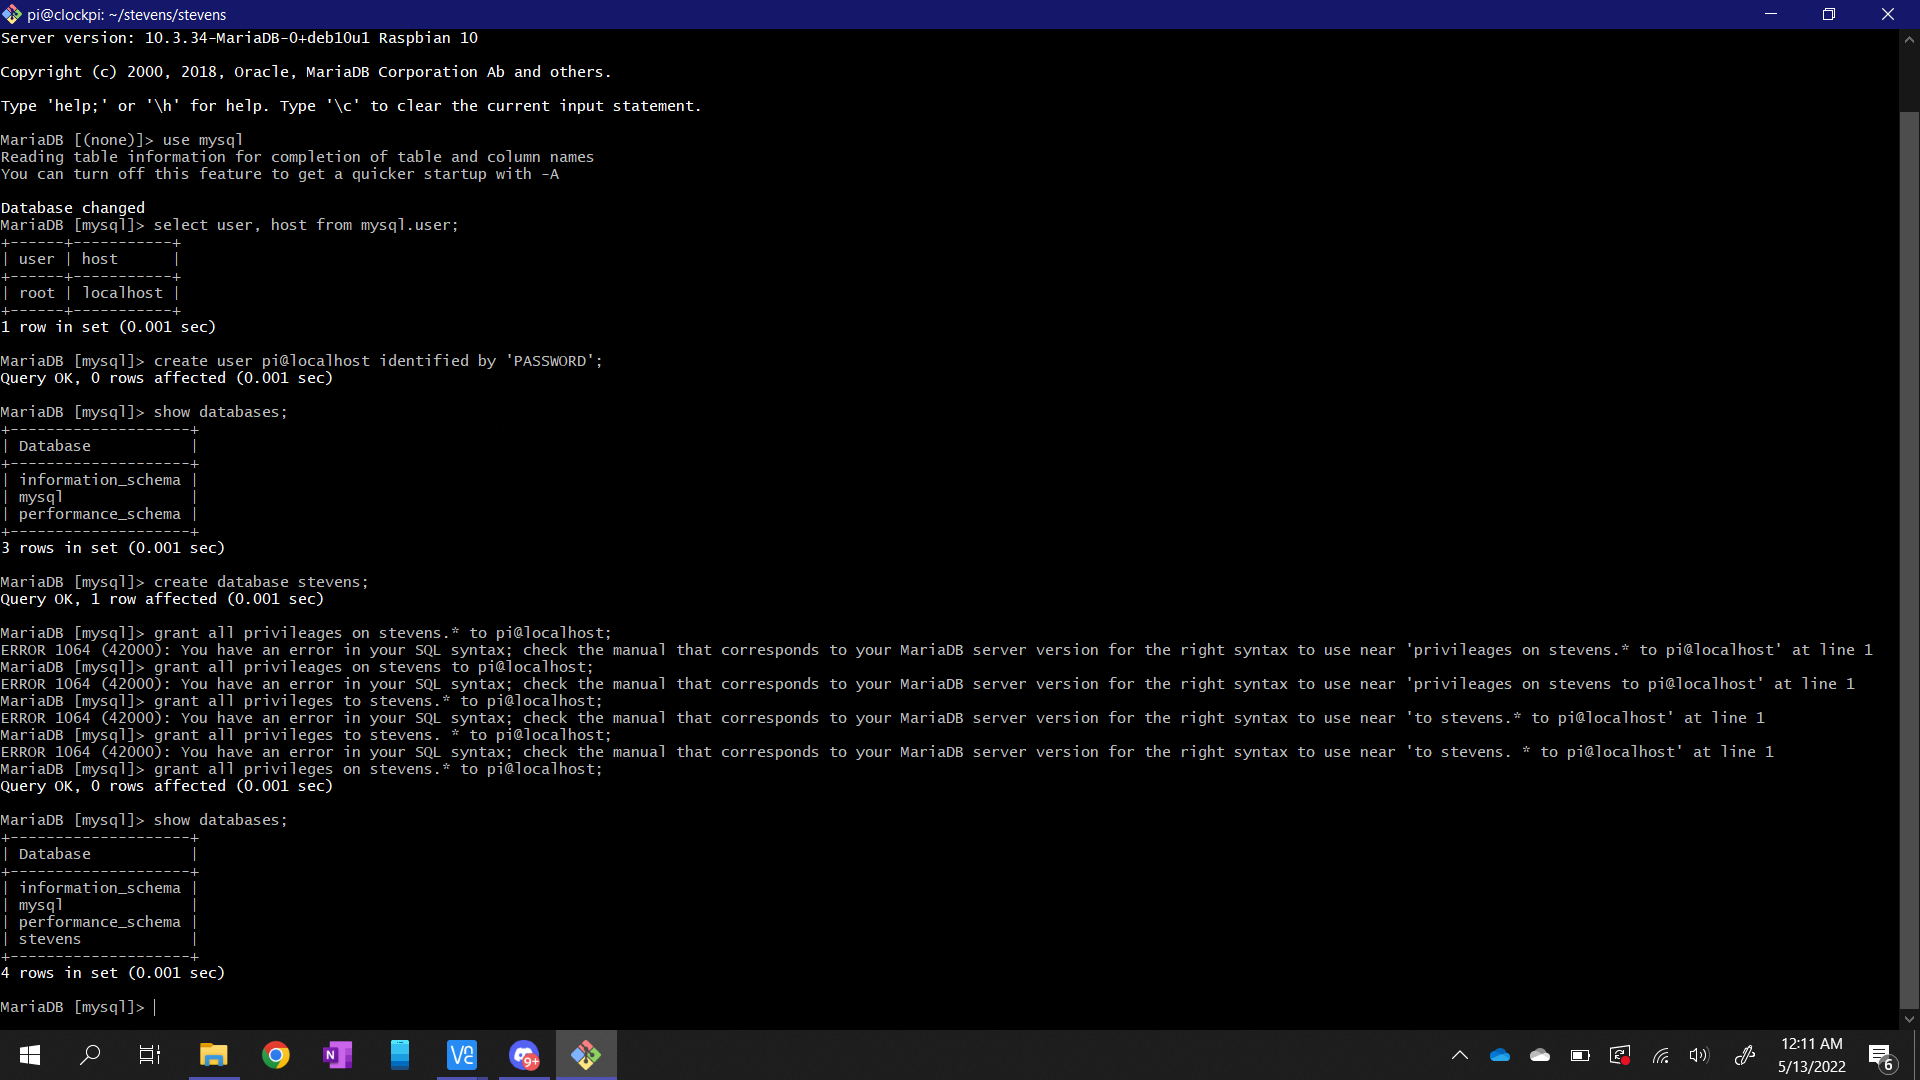 pi@clockpi: ~/stevens/stevens
Server version: 10.3.34-MariaDB-0+deb10u1 Raspbian 10
Copyright (c) 2000, 2018, Oracle, MariaDB Corporation Ab and others.
Type 'help;' or '\h' for help. Type '\c' to clear the current input statement.
MariaDB [(none)]> use mysql
Reading table information for completion of table and column names
You can turn off this feature to get a quicker startup with -A
Database changed
MariaDB [mysql]> select user, host from mysql.user;
+------+-----------+
| user | host      |
+------+-----------+
| root | localhost |
+------+-----------+
1 row in set (0.001 sec)
MariaDB [mysql]> create user pi@localhost identified by 'PASSWORD';
Query OK, 0 rows affected (0.001 sec)
MariaDB [mysql]> show databases;
+--------------------+
| Database           |
+--------------------+
| information_schema |
| mysql              |
| performance_schema |
+--------------------+
3 rows in set (0.001 sec)
MariaDB [mysql]> create database stevens;
Query OK, 1 row affected (0.001 sec)
MariaDB [mysql]> grant all privileages on stevens.* to pi@localhost;
ERROR 1064 (42000): You have an error in your SQL syntax; check the manual that corresponds to your MariaDB server version for the right syntax to use near 'privileages on stevens.* to pi@localhost' at line 1
MariaDB [mysql]> grant all privileages on stevens to pi@localhost;
ERROR 1064 (42000): You have an error in your SQL syntax; check the manual that corresponds to your MariaDB server version for the right syntax to use near 'privileages on stevens to pi@localhost' at line 1
MariaDB [mysql]> grant all privileges to stevens.* to pi@localhost;
ERROR 1064 (42000): You have an error in your SQL syntax; check the manual that corresponds to your MariaDB server version for the right syntax to use near 'to stevens.* to pi@localhost' at line 1
MariaDB [mysql]> grant all privileges to stevens. * to pi@localhost;
ERROR 1064 (42000): You have an error in your SQL syntax; check the manual that corresponds to your MariaDB server version for the right syntax to use near 'to stevens. * to pi@localhost' at line 1
MariaDB [mysql]> grant all privileges on stevens.* to pi@localhost;
Query OK, 0 rows affected (0.001 sec)
MariaDB [mysql]> show databases;
+--------------------+
| Database           |
+--------------------+
| information_schema |
| mysql              |
| performance_schema |
| stevens            |
+--------------------+
4 rows in set (0.001 sec)
MariaDB [mysql]>
N
VC
9+
12:11 AM
5/13/2022
6